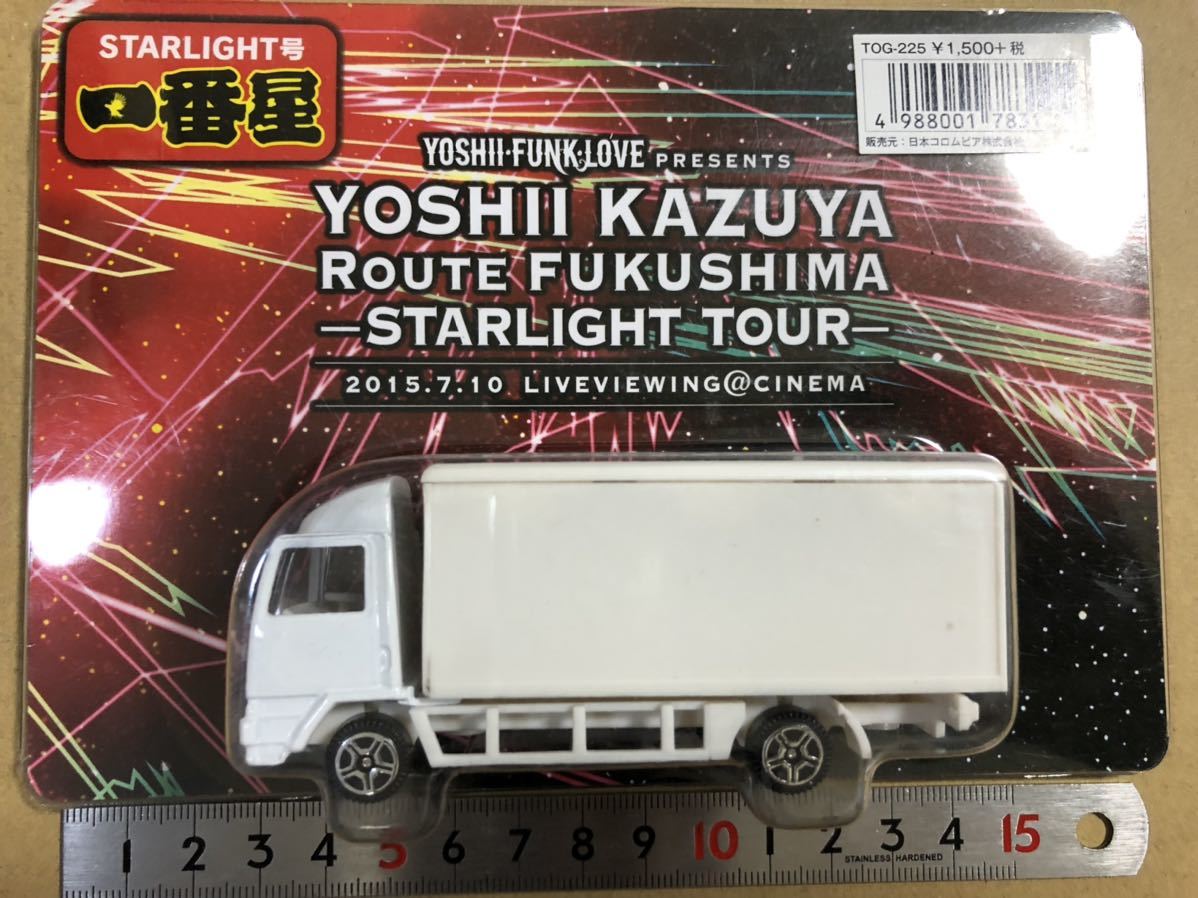 STARLIGHT号
一番星
TOG-225 ¥1,500+税
4 988001 783
販売元:日本コロムビア株式会社
YOSHII・FUNK・LOVE PRESENTS
YOSHII KAZUYA
ROUTE FUKUSHIMA
—STARLIGHT TOUR—
2015.7.10 LIVEVIEWING@CINEMA
1 2 3 4 5 6 7 8 9 10 1 2 3 4 15
STAINLESS HARDENED